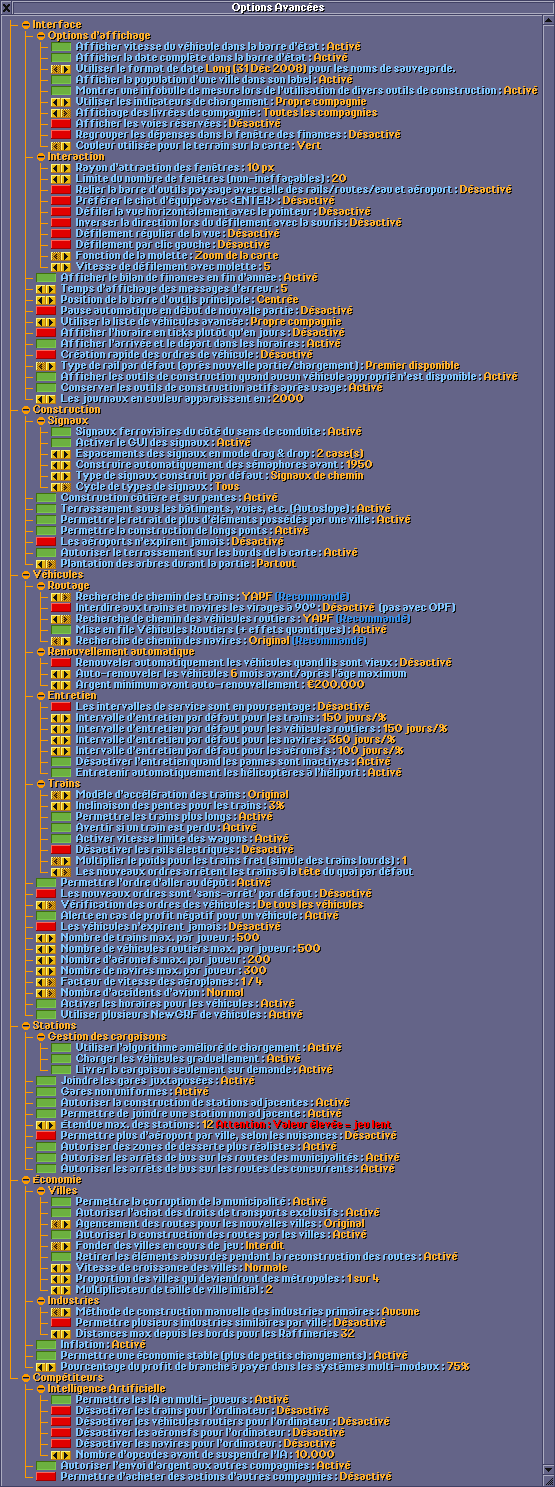 Options Avancées
Interface
Options d'affichage
Afficher vitesse du véhicule dans la barre d'état : Activé
Afficher la date complète dans la barre d'état : Activé
Utiliser le format de date Long (31 Déc 2008) pour les noms de sauvegarde.
Afficher la population d'une ville dans son label : Activé
Montrer une infobulle de mesure lors de l'utilisation de divers outils de construction : Activé
Utiliser les indicateurs de chargement : Propre compagnie
Affichage des livrées de compagnie : Toutes les compagnies
Afficher les voies réservées : Désactivé
Regrouper les dépenses dans la fenêtre des finances : Désactivé
Couleur utilisée pour le terrain sur la carte : Vert
Interaction
Rayon d'attraction des fenêtres : 10 px
Limite du nombre de fenêtres (non-ineffaçables) : 20
Relier la barre d'outils paysage avec celle des rails/routes/eau et aéroport : Désactivé
Préférer le chat d'équipe avec <ENTER> : Désactivé
Défiler la vue horizontalement avec le pointeur : Désactivé
Inverser la direction lors du défilement avec la souris : Désactivé
Défilement régulier de la vue : Désactivé
Défilement par clic gauche : Désactivé
Fonction de la molette : Zoom de la carte
Vitesse de défilement avec molette : 5
Afficher le bilan de finances en fin d'année : Activé
Temps d'affichage des messages d'erreur : 5
Position de la barre d'outils principale : Centrée
Pause automatique en début de nouvelle partie : Désactivé
Utiliser la liste de véhicules avancée : Propre compagnie
Afficher l'horaire en ticks plutôt qu'en jours : Désactivé
Afficher l'arrivée et le départ dans les horaires : Activé
Création rapide des ordres de véhicule : Désactivé
Type de rail par défaut (après nouvelle partie/chargement) : Premier disponible
Afficher les outils de construction quand aucun véhicule approprié n'est disponible : Activé
Conserver les outils de construction actifs après usage : Activé
Les journaux en couleur apparaissent en : 2000
Construction
Signaux
Signaux ferroviaires du côté du sens de conduite : Activé
Activer le GUI des signaux : Activé
Espacements des signaux en mode drag & drop : 2 case(s)
Construire automatiquement des sémaphores avant : 1950
Type de signaux construit par défaut : Signaux de chemin
Cycle de types de signaux : Tous
Construction côtière et sur pentes : Activé
Terrassement sous les bâtiments, voies, etc. (Autoslope) : Activé
Permettre le retrait de plus d'éléments possédés par une ville : Activé
Permettre la construction de longs ponts : Activé
Les aéroports n'expirent jamais : Désactivé
Autoriser le terrassement sur les bords de la carte : Activé
Plantation des arbres durant la partie : Partout
Véhicules
Routage
Recherche de chemin des trains : YAPF (Recommandé)
Interdire aux trains et navires les virages à 90° : Désactivé (pas avec OPF)
Recherche de chemin des véhicules routiers : YAPF (Recommandé)
Mise en file Véhicules Routiers (+ effets quantiques) : Activé
Recherche de chemin des navires : Original (Recommandé)
Renouvellement automatique
Renouveler automatiquement les véhicules quand ils sont vieux : Désactivé
Auto-renouveler les véhicules 6 mois avant/après l'âge maximum
Argent minimum avant auto-renouvellement : €200.000
Entretien
Les intervalles de service sont en pourcentage : Désactivé
Intervalle d'entretien par défaut pour les trains : 150 jours/%
Intervalle d'entretien par défaut pour les véhicules routiers : 150 jours/%
Intervalle d'entretien par défaut pour les navires : 360 jours/%
Intervalle d'entretien par défaut pour les aéronefs : 100 jours/%
Désactiver l'entretien quand les pannes sont inactives : Activé
Entretenir automatiquement les hélicoptères à l'héliport : Activé
Trains
Modèle d'accélération des trains : Original
Inclinaison des pentes pour les trains : 3%
Permettre les trains plus longs : Activé
Avertir si un train est perdu : Activé
Activer vitesse limite des wagons : Activé
Désactiver les rails électriques : Désactivé
Multiplier le poids pour les trains fret (simule des trains lourds) : 1
Les nouveaux ordres arrêtent les trains à la tête du quai par défaut
Permettre l'ordre d'aller au dépôt : Activé
Les nouveaux ordres sont 'sans-arrêt' par défaut : Désactivé
Vérification des ordres des véhicules : De tous les véhicules
Alerte en cas de profit négatif pour un véhicule : Activé
Les véhicules n'expirent jamais : Désactivé
Nombre de trains max. par joueur : 500
Nombre de véhicules routiers max. par joueur : 500
Nombre d'aéronefs max. par joueur : 200
Nombre de navires max. par joueur : 300
Facteur de vitesse des aéroplanes : 1 / 4
Nombre d'accidents d'avion : Normal
Activer les horaires pour les véhicules : Activé
Utiliser plusieurs NewGRF de véhicules : Activé
Stations
Gestion des cargaisons
Utiliser l'algorithme amélioré de chargement : Activé
Charger les véhicules graduellement : Activé
Livrer la cargaison seulement sur demande : Activé
Joindre les gares juxtaposées : Activé
Gares non uniformes : Activé
Autoriser la construction de stations adjacentes : Activé
Permettre de joindre une station non adjacente : Activé
Étendue max. des stations : 12 Attention : Valeur élevée = jeu lent
Permettre plus d'aéroport par ville, selon les nuisances : Désactivé
Autoriser des zones de desserte plus réalistes : Activé
Autoriser les arrêts de bus sur les routes des municipalités : Activé
Autoriser les arrêts de bus sur les routes des concurrents : Activé
Économie
Villes
Permettre la corruption de la municipalité : Activé
Autoriser l'achat des droits de transports exclusifs : Activé
Agencement des routes pour les nouvelles villes : Original
Autoriser la construction des routes par les villes : Activé
Fonder des villes en cours de jeu : Interdit
Retirer les éléments absurdes pendant la reconstruction des routes : Activé
Vitesse de croissance des villes : Normale
Proportion des villes qui deviendront des métropoles : 1 sur 4
Multiplicateur de taille de ville initial : 2
Industries
Méthode de construction manuelle des industries primaires : Aucune
Permettre plusieurs industries similaires par ville : Désactivé
Distances max depuis les bords pour les Raffineries 32
Inflation : Activé
Permettre une économie stable (plus de petits changements) : Activé
Pourcentage du profit de branche à payer dans les systèmes multi-modaux : 75%
Compétiteurs
Intelligence Artificielle
Permettre les IA en multi-joueurs : Activé
Désactiver les trains pour l'ordinateur : Désactivé
Désactiver les véhicules routiers pour l'ordinateur : Désactivé
Désactiver les aéronefs pour l'ordinateur : Désactivé
Désactiver les navires pour l'ordinateur : Désactivé
Nombre d'opcodes avant de suspendre l'IA : 10.000
Autoriser l'envoi d'argent aux autres compagnies : Activé
Permettre d'acheter des actions d'autres compagnies : Désactivé